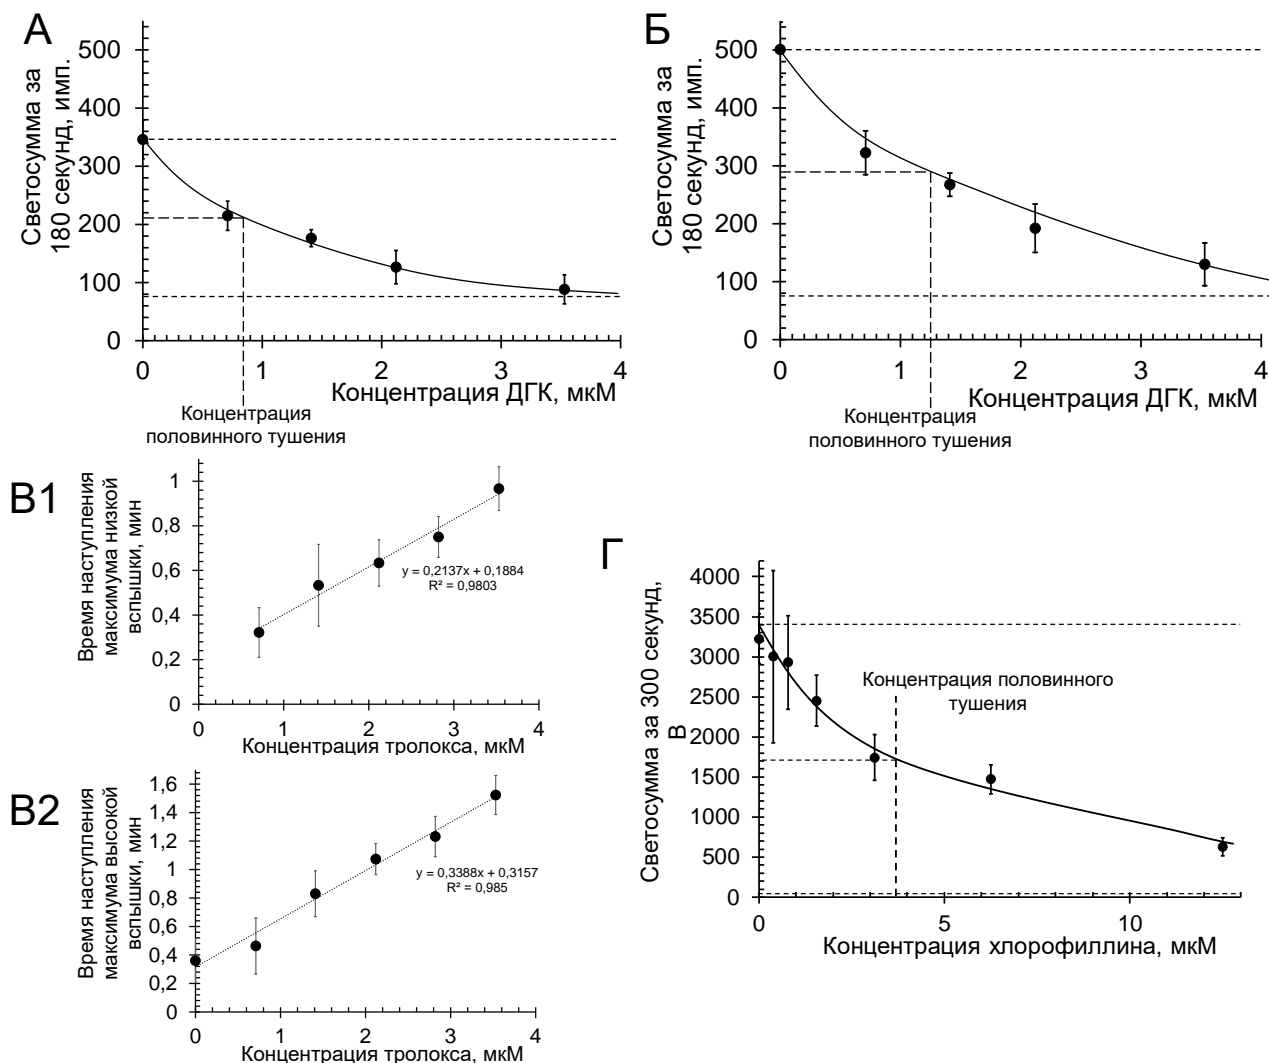 А
Светосумма за
180 секунд, имп.
500
400
300
200
100
0
0
1
2
3
4
Концентрация ДГК, мкМ
Концентрация
половинного тушения
Б
Светосумма за
180 секунд, имп.
500
400
300
200
100
0
0
1
2
3
4
Концентрация ДГК, мкМ
Концентрация
половинного тушения
В1
Время наступления
максимума низкой
вспышки, мин
1
0,8
0,6
0,4
0,2
0
0
1
2
3
4
y = 0,2137x + 0,1884
R² = 0,9803
Концентрация тролокса, мкМ
В2
Время наступления
максимума высокой
вспышки, мин
1,6
1,4
1,2
1
0,8
0,6
0,4
0,2
0
0
1
2
3
4
y = 0,3388x + 0,3157
R² = 0,985
Концентрация тролокса, мкМ
Г
Светосумма за 300 секунд,
В
4000
3500
3000
2500
2000
1500
1000
500
0
0
5
10
Концентрация половинного
тушения
Концентрация хлорофиллина, мкМ